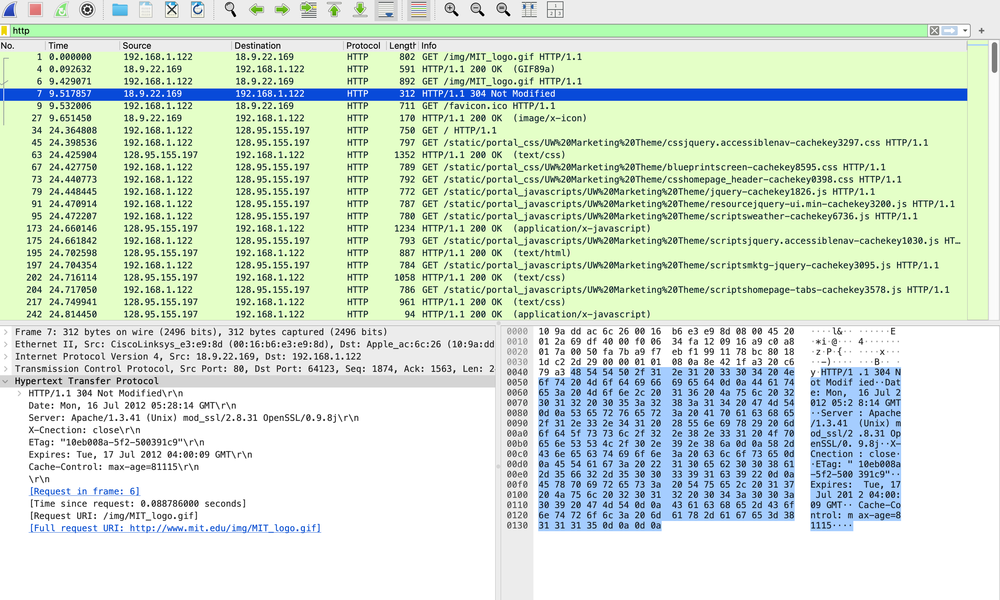 http
No. Time Source Destination Protocol Length Info
1 0.000000 192.168.1.122 18.9.22.169 HTTP 802 GET /img/MIT_logo.gif HTTP/1.1
4 0.092632 18.9.22.169 192.168.1.122 HTTP 591 HTTP/1.1 200 OK (GIF89a)
6 9.429071 192.168.1.122 18.9.22.169 HTTP 892 GET /img/MIT_logo.gif HTTP/1.1
7 9.517857 18.9.22.169 192.168.1.122 HTTP 312 HTTP/1.1 304 Not Modified
9 9.532006 192.168.1.122 18.9.22.169 HTTP 711 GET /favicon.ico HTTP/1.1
27 9.651450 18.9.22.169 192.168.1.122 HTTP 170 HTTP/1.1 200 OK (image/x-icon)
34 24.364808 192.168.1.122 128.95.155.197 HTTP 750 GET / HTTP/1.1
45 24.398536 192.168.1.122 128.95.155.197 HTTP 797 GET /static/portal_css/UW%20Marketing%20Theme/cssjquery.accessiblenav-cachekey3297.css HTTP/1.1
63 24.425904 128.95.155.197 192.168.1.122 HTTP 1352 HTTP/1.1 200 OK (text/css)
67 24.427750 192.168.1.122 128.95.155.197 HTTP 789 GET /static/portal_css/UW%20Marketing%20Theme/blueprintscreen-cachekey8595.css HTTP/1.1
73 24.440773 192.168.1.122 128.95.155.197 HTTP 792 GET /static/portal_css/UW%20Marketing%20Theme/csshomepage_header-cachekey0398.css HTTP/1.1
79 24.448445 192.168.1.122 128.95.155.197 HTTP 772 GET /static/portal_javascripts/UW%20Marketing%20Theme/jquery-cachekey1826.js HTTP/1.1
91 24.470914 192.168.1.122 128.95.155.197 HTTP 787 GET /static/portal_javascripts/UW%20Marketing%20Theme/resourcejquery-ui.min-cachekey3200.js HTTP/1.1
95 24.472207 192.168.1.122 128.95.155.197 HTTP 780 GET /static/portal_javascripts/UW%20Marketing%20Theme/scriptsweather-cachekey6736.js HTTP/1.1
173 24.660146 128.95.155.197 192.168.1.122 HTTP 1234 HTTP/1.1 200 OK (application/x-javascript)
175 24.661842 192.168.1.122 128.95.155.197 HTTP 793 GET /static/portal_javascripts/UW%20Marketing%20Theme/scriptsjquery.accessiblenav-cachekey1030.js HT…
195 24.702598 128.95.155.197 192.168.1.122 HTTP 887 HTTP/1.1 200 OK (text/html)
197 24.704354 192.168.1.122 128.95.155.197 HTTP 784 GET /static/portal_javascripts/UW%20Marketing%20Theme/scriptsmktg-jquery-cachekey3095.js HTTP/1.1
202 24.716114 128.95.155.197 192.168.1.122 HTTP 1058 HTTP/1.1 200 OK (text/css)
204 24.717050 192.168.1.122 128.95.155.197 HTTP 786 GET /static/portal_javascripts/UW%20Marketing%20Theme/scriptshomepage-tabs-cachekey3578.js HTTP/1.1
217 24.749941 128.95.155.197 192.168.1.122 HTTP 961 HTTP/1.1 200 OK (text/css)
242 24.814450 128.95.155.197 192.168.1.122 HTTP 94 HTTP/1.1 200 OK (application/x-javascript)
Frame 7: 312 bytes on wire (2496 bits), 312 bytes captured (2496 bits)
Ethernet II, Src: CiscoLinksys_e3:e9:8d (00:16:b6:e3:e9:8d), Dst: Apple_ac:6c:26 (10:9a:dd
Internet Protocol Version 4, Src: 18.9.22.169, Dst: 192.168.1.122
Transmission Control Protocol, Src Port: 80, Dst Port: 64123, Seq: 1874, Ack: 1563, Len: 2
Hypertext Transfer Protocol
HTTP/1.1 304 Not Modified\r\n
Date: Mon, 16 Jul 2012 05:28:14 GMT\r\n
Server: Apache/1.3.41 (Unix) mod_ssl/2.8.31 OpenSSL/0.9.8j\r\n
X-Cnection: close\r\n
ETag: "10eb008a-5f2-500391c9"\r\n
Expires: Tue, 17 Jul 2012 04:00:09 GMT\r\n
Cache-Control: max-age=81115\r\n
\r\n
[Request in frame: 6]
[Time since request: 0.088786000 seconds]
[Request URI: /img/MIT_logo.gif]
[Full request URI: http://www.mit.edu/img/MIT_logo.gif]
0000 10 9a dd ac 6c 26 00 16 b6 e3 e9 8d 08 00 45 20 ····l&·· ······E
0010 01 2a 69 df 40 00 f0 06 34 fa 12 09 16 a9 c0 a8 ·*i·@··· 4·······
0020 01 7a 00 50 fa 7b a9 f7 eb f1 99 11 78 bc 80 18 ·z·P·{·· ····x···
0030 1d c2 2d 29 00 00 01 01 08 0a 8e 42 1f a3 20 c6 ··-)···· ···B·· ·
0040 79 a3 48 54 54 50 2f 31 2e 31 20 33 30 34 20 4e y·HTTP/1 .1 304 N
0050 6f 74 20 4d 6f 64 69 66 69 65 64 0d 0a 44 61 74 ot Modif ied··Dat
0060 65 3a 20 4d 6f 6e 2c 20 31 36 20 4a 75 6c 20 32 e: Mon, 16 Jul 2
0070 30 31 32 20 30 35 3a 32 38 3a 31 34 20 47 4d 54 012 05:2 8:14 GMT
0080 0d 0a 53 65 72 76 65 72 3a 20 41 70 61 63 68 65 ··Server : Apache
0090 2f 31 2e 33 2e 34 31 20 28 55 6e 69 78 29 20 6d /1.3.41 (Unix) m
00a0 6f 64 5f 73 73 6c 2f 32 2e 38 2e 33 31 20 4f 70 od_ssl/2 .8.31 Op
00b0 65 6e 53 53 4c 2f 30 2e 39 2e 38 6a 0d 0a 58 2d enSSL/0. 9.8j··X-
00c0 43 6e 65 63 74 69 6f 6e 3a 20 63 6c 6f 73 65 0d Cnection : close·
00d0 0a 45 54 61 67 3a 20 22 31 30 65 62 30 30 38 61 ·ETag: " 10eb008a
00e0 2d 35 66 32 2d 35 30 30 33 39 31 63 39 22 0d 0a -5f2-500 391c9"··
00f0 45 78 70 69 72 65 73 3a 20 54 75 65 2c 20 31 37 Expires: Tue, 17
0100 20 4a 75 6c 20 32 30 31 32 20 30 34 3a 30 30 3a Jul 201 2 04:00:
0110 30 39 20 47 4d 54 0d 0a 43 61 63 68 65 2d 43 6f 09 GMT·· Cache-Co
0120 6e 74 72 6f 6c 3a 20 6d 61 78 2d 61 67 65 3d 38 ntrol: m ax-age=8
0130 31 31 31 35 0d 0a 0d 0a 1115····